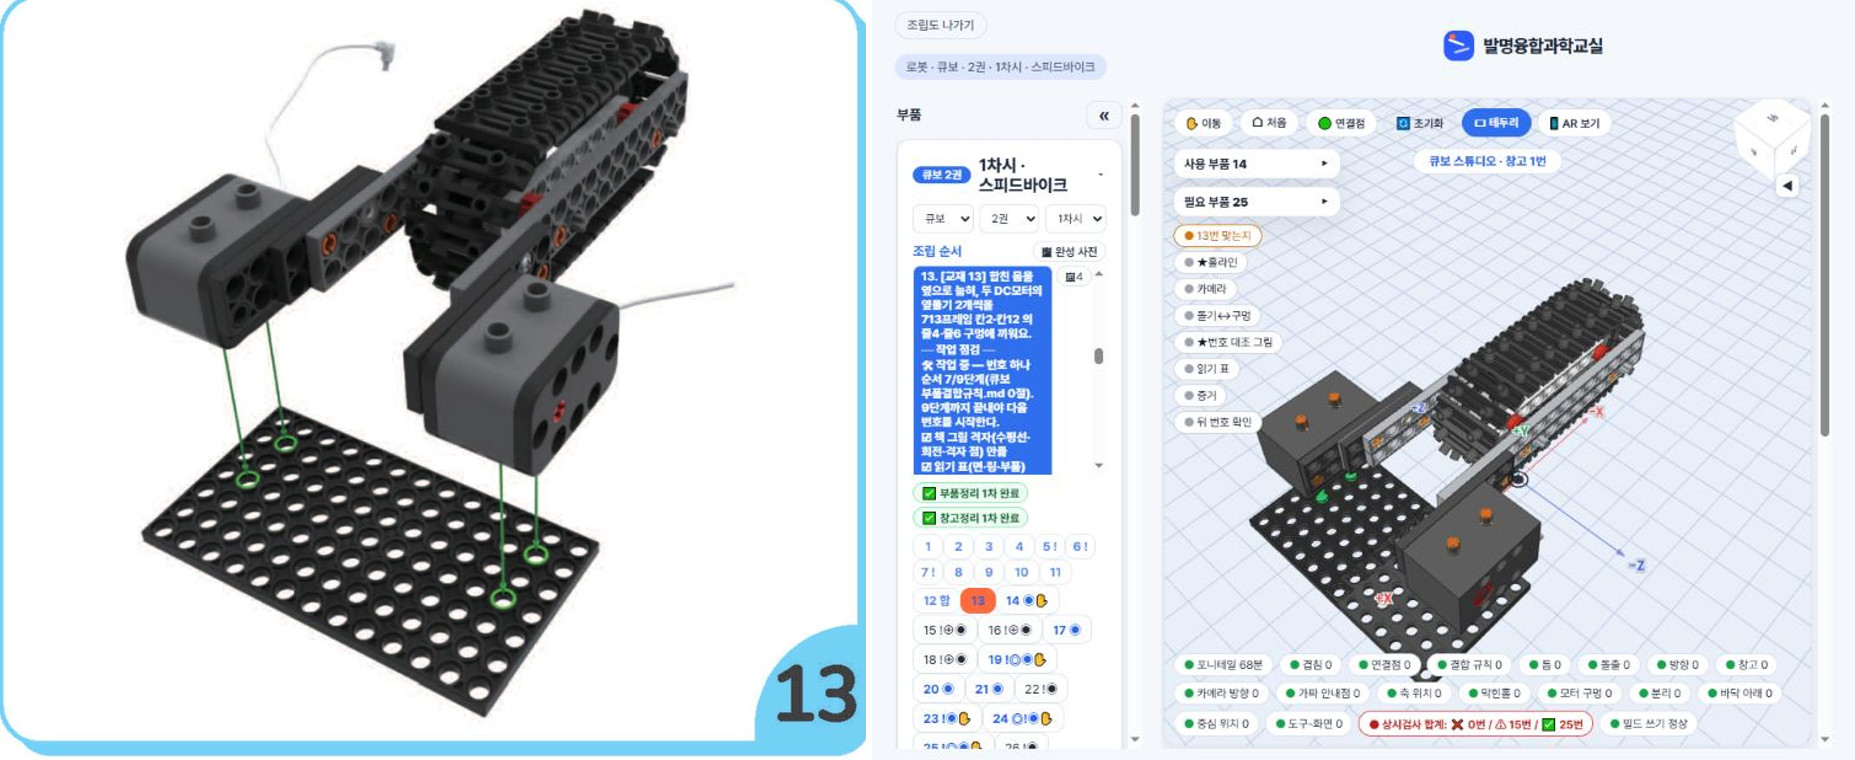 13
조립도 나가기
로봇 · 큐보 · 2권 · 1차시 · 스피드바이크
발명융합과학교실
부품
«
큐보 2권
1차시 ·
스피드바이크
큐보
2권
1차시
조립 순서
완성 사진
13. [교재 13] 합친 몸을
옆으로 눕혀, 두 DC모터의
옆돌기 2개씩을
713프레임 칸2·칸12 의
줄4·줄6 구멍에 끼워요.
— 작업 점검 —
🛠 작업 중 — 번호 하나
순서 7/9단계(큐보
부품결합규칙.md 0절).
9단계까지 끝내야 다음
번호를 시작한다.
☑ 책 그림 격자(수평선·
회전·격자 점) 만듦
☑ 읽기 표(면·링·부품)
4
✅ 부품정리 1차 완료
✅ 창고정리 1차 완료
1 2 3 4 5! 6!
7! 8 9 10 11
12 합 13 14
15! 16! 17
18! 19!
20 21 22!
23! 24
25! 26!
이동
처음
연결점
초기화
테두리
AR 보기
사용 부품 14
필요 부품 25
큐보 스튜디오 · 창고 1번
13번 맞는지
★홀라인
카메라
돌기↔구멍
★번호 대조 그림
읽기 표
증거
뒤 번호 확인
+Z
-X
+Y
-Z
+X
포니테일 68분
겹침 0
연결점 0
결합 규칙 0
틈 0
돌출 0
방향 0
창고 0
카메라 방향 0
가짜 안내점 0
축 위치 0
막힌홀 0
모터 구멍 0
분리 0
바닥 아래 0
중심 위치 0
도구-화면 0
상시검사 합계: ❌ 0번 / ⚠ 15번 / ✅ 25번
빌드 쓰기 정상